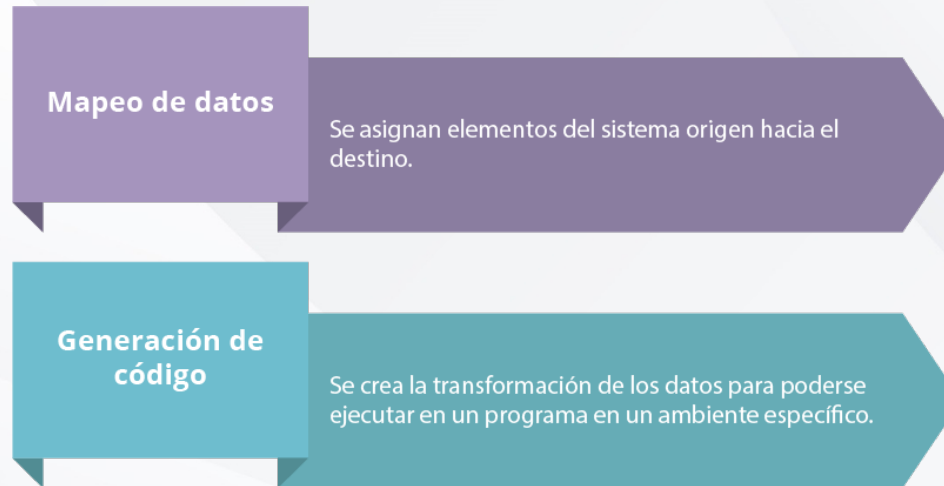 Mapeo de datos
Se asignan elementos del sistema origen hacia el
destino.
Generación de
código
Se crea la transformación de los datos para poderse
ejecutar en un programa en un ambiente específico.